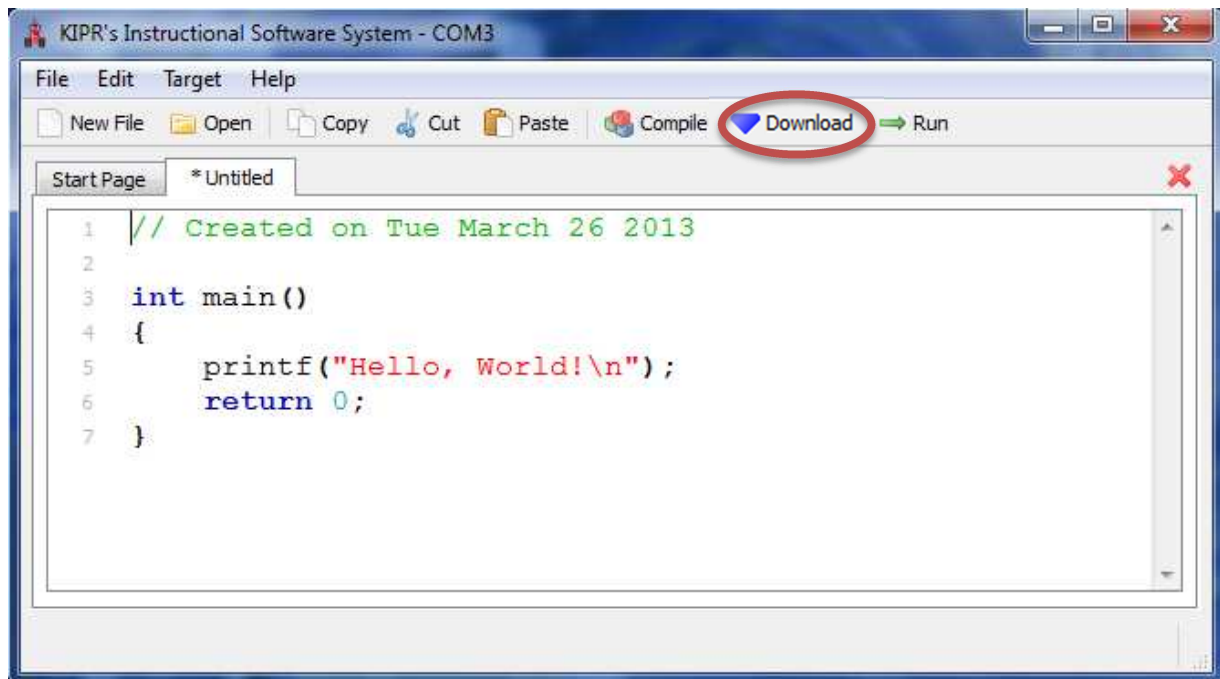 KIPR's Instructional Software System - COM3
File Edit Target Help
New File Open Copy Cut Paste Compile Download Run
Start Page * Untitled
1 // Created on Tue March 26 2013
2
3 int main()
4 {
5 printf("Hello, World!\n");
6 return 0;
7 }